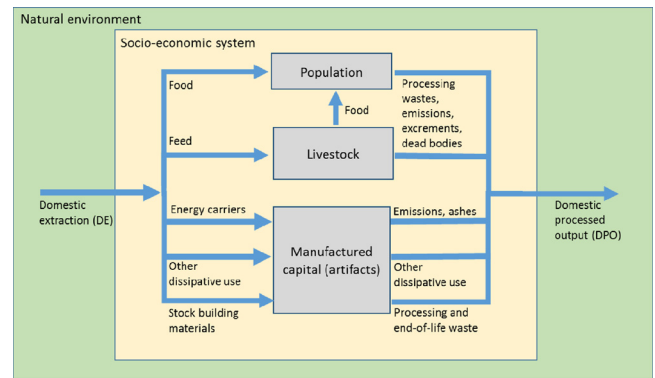 Natural environment
Socio-economic system
Population
Food
Processing
wastes,
emissions,
excrements,
dead bodies
Food
Feed
Livestock
Domestic
extraction (DE)
Energy carriers
Emissions, ashes
Domestic
processed
output (DPO)
Manufactured
capital (artifacts)
Other
dissipative use
Other
dissipative use
Stock building
materials
Processing and
end-of-life waste